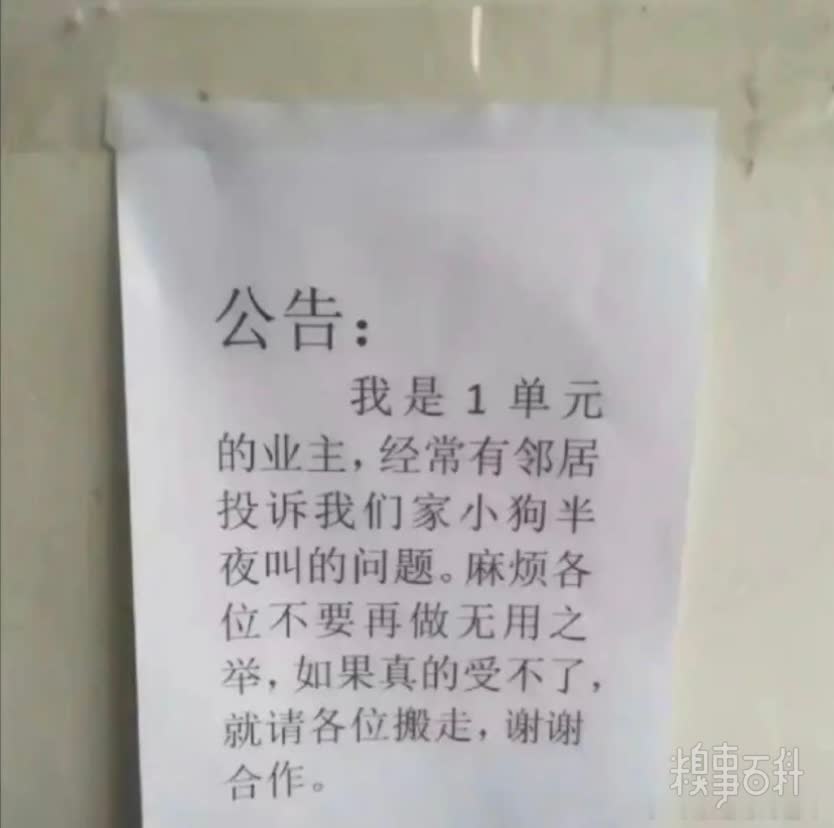 公告：
我是1单元
的业主，经常有邻居
投诉我们家小狗半
夜叫的问题。麻烦各
位不要再做无用之
举，如果真的受不了，
就请各位搬走，谢谢
合作。
糗事百科